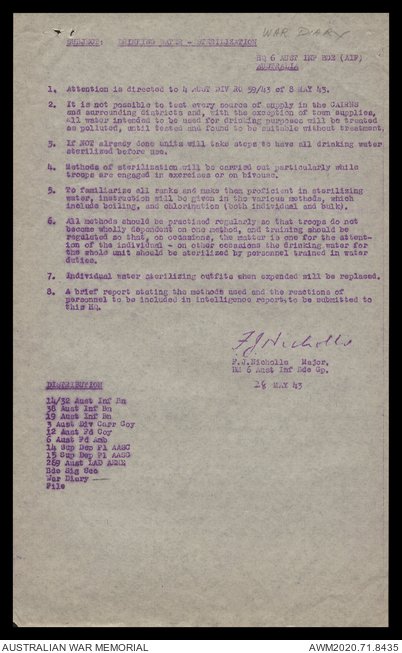 WAR DIARY
SUBJECT: DRINKING WATER - STERILISATION
HQ 6 AUST INF BDE (AIF)
AUSTRALIA
1. Attention is directed to 4 AUST DIV RO 59/43 of 8 MAY 43.
2. It is not possible to test every source of supply in the CAIRNS
and surrounding districts and, with the exception of town supplies,
all water intended to be used for drinking purposes will be treated
as polluted, until tested and found to be suitable without treatment.
3. If NOT already done units will take steps to have all drinking water
sterilized before use.
4. Methods of sterilization will be carried out particularly while
troops are engaged in exercises or on bivouac.
5. To familiarize all ranks and make them proficient in sterilizing
water, instruction will be given in the various methods, which
include boiling, and chlorination (both individual and bulk).
6. All methods should be practised regularly so that troops do not
become wholly dependent on one method, and training should be
regulated so that, on occasions, the matter is one for the atten-
tion of the individual - on other occasions the drinking water for
the whole unit should be sterilized by personnel trained in water
duties.
7. Individual water sterilizing outfits when expended will be replaced.
8. A brief report stating the methods used and the reactions of
personnel to be included in intelligence report, to be submitted to
this HQ.
F J Nicholls
F.J.Nicholls Major.
BM 6 Aust Inf Bde Gp.
28 MAY 43
DISTRIBUTION
14/32 Aust Inf Bn
36 Aust Inf Bn
19 Aust Inf Bn
3 Aust Div Carr Coy
12 Aust Fd Coy
6 Aust Fd Amb
14 Sup Dep Pl AASC
15 Sup Dep Pl AASC
269 Aust LAD AEME
Bde Sig Sec
War Diary
File
AUSTRALIAN WAR MEMORIAL
AWM2020.71.8435